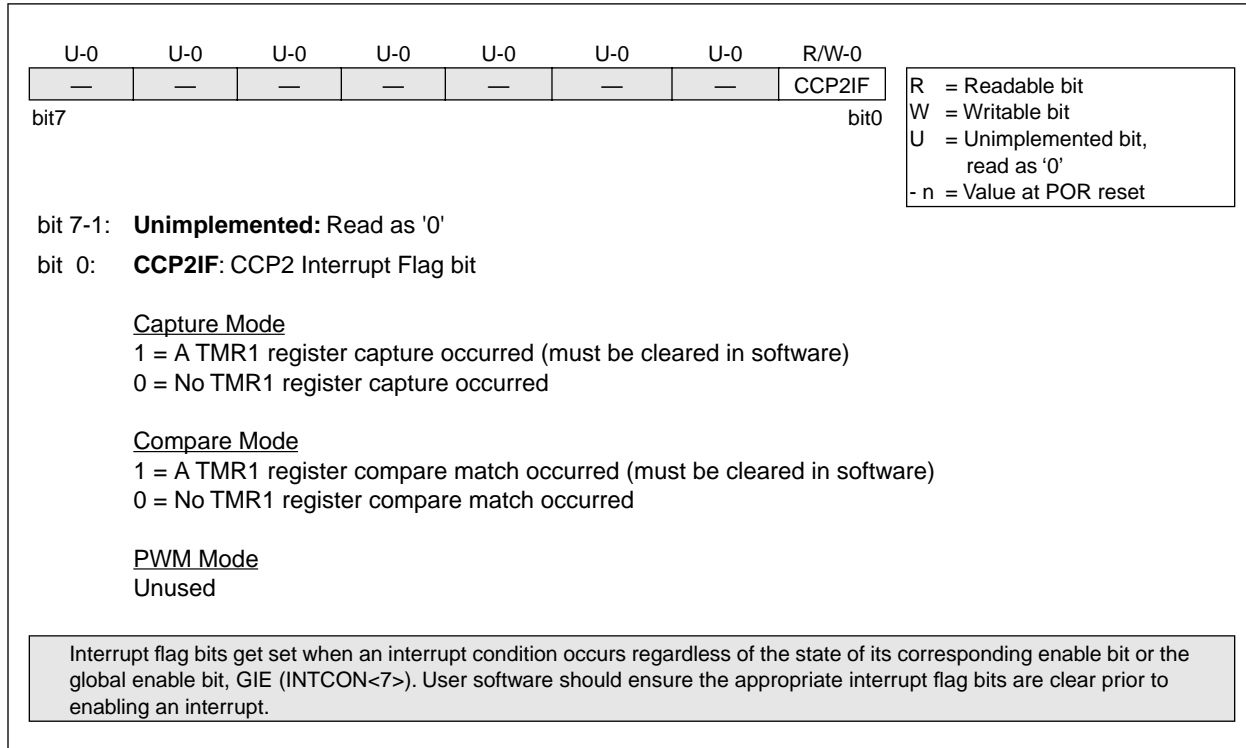 U-0 U-0 U-0 U-0 U-0 U-0 U-0 R/W-0
— — — — — — — CCP2IF
bit7 bit0
R = Readable bit
W = Writable bit
U = Unimplemented bit,
read as ‘0’
- n = Value at POR reset
bit 7-1: Unimplemented: Read as '0'
bit 0: CCP2IF: CCP2 Interrupt Flag bit
Capture Mode
1 = A TMR1 register capture occurred (must be cleared in software)
0 = No TMR1 register capture occurred
Compare Mode
1 = A TMR1 register compare match occurred (must be cleared in software)
0 = No TMR1 register compare match occurred
PWM Mode
Unused
Interrupt flag bits get set when an interrupt condition occurs regardless of the state of its corresponding enable bit or the
global enable bit, GIE (INTCON<7>). User software should ensure the appropriate interrupt flag bits are clear prior to
enabling an interrupt.